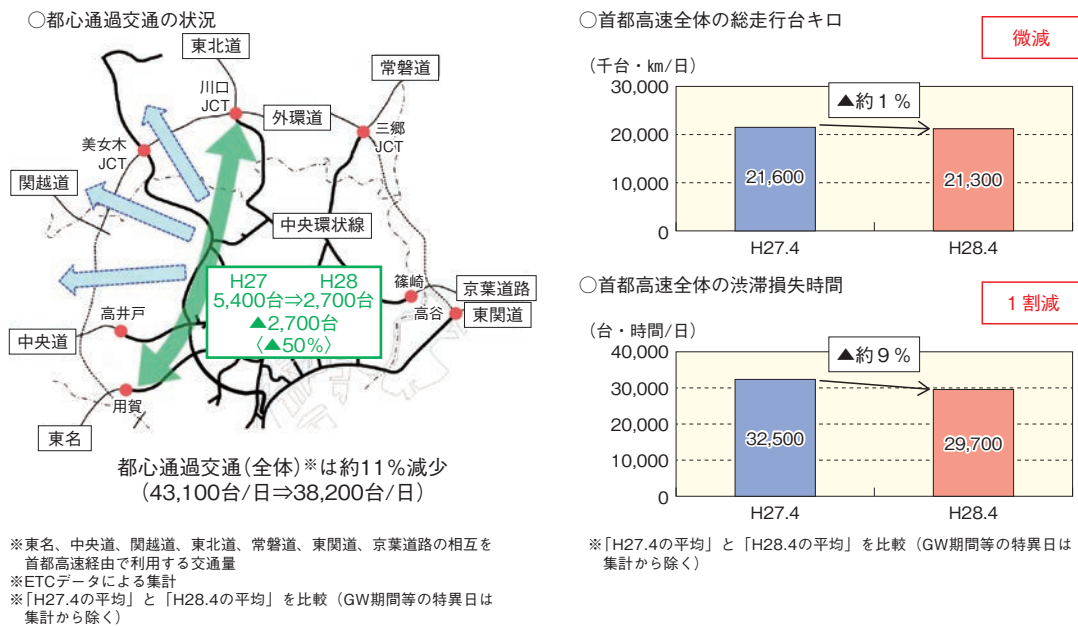 ○都心通過交通の状況
東北道
常磐道
川口
JCT
外環道
三郷
JCT
美女木
JCT
関越道
中央環状線
H27 H28
5,400台⇒2,700台
▲2,700台
〈▲50%〉
篠崎
京葉道路
高谷
東関道
高井戸
中央道
用賀
東名
都心通過交通(全体)※は約11%減少
(43,100台/日⇒38,200台/日)
※東名、中央道、関越道、東北道、常磐道、東関道、京葉道路の相互を
首都高速経由で利用する交通量
※ETCデータによる集計
※「H27.4の平均」と「H28.4の平均」を比較(GW期間等の特異日は
集計から除く)
○首都高速全体の総走行台キロ
微減
(千台・km/日)
30,000
20,000
10,000
0
▲約1%
21,600
21,300
H27.4
H28.4
○首都高速全体の渋滞損失時間
1割減
(台・時間/日)
40,000
30,000
20,000
10,000
0
▲約9%
32,500
29,700
H27.4
H28.4
※「H27.4の平均」と「H28.4の平均」を比較(GW期間等の特異日は
集計から除く)